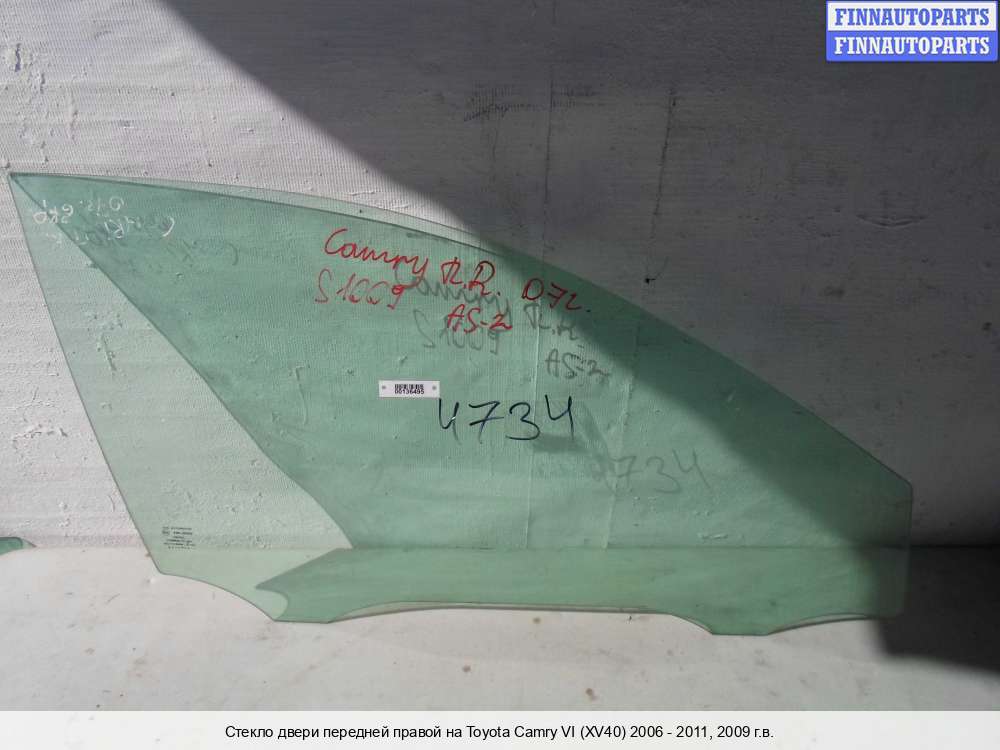 FINNAUTOPARTS
FINNAUTOPARTS
Camry R.R. 07г.
S1009
AS-2
00136495
4734
Стекло двери передней правой на Toyota Camry VI (XV40) 2006 - 2011, 2009 г.в.